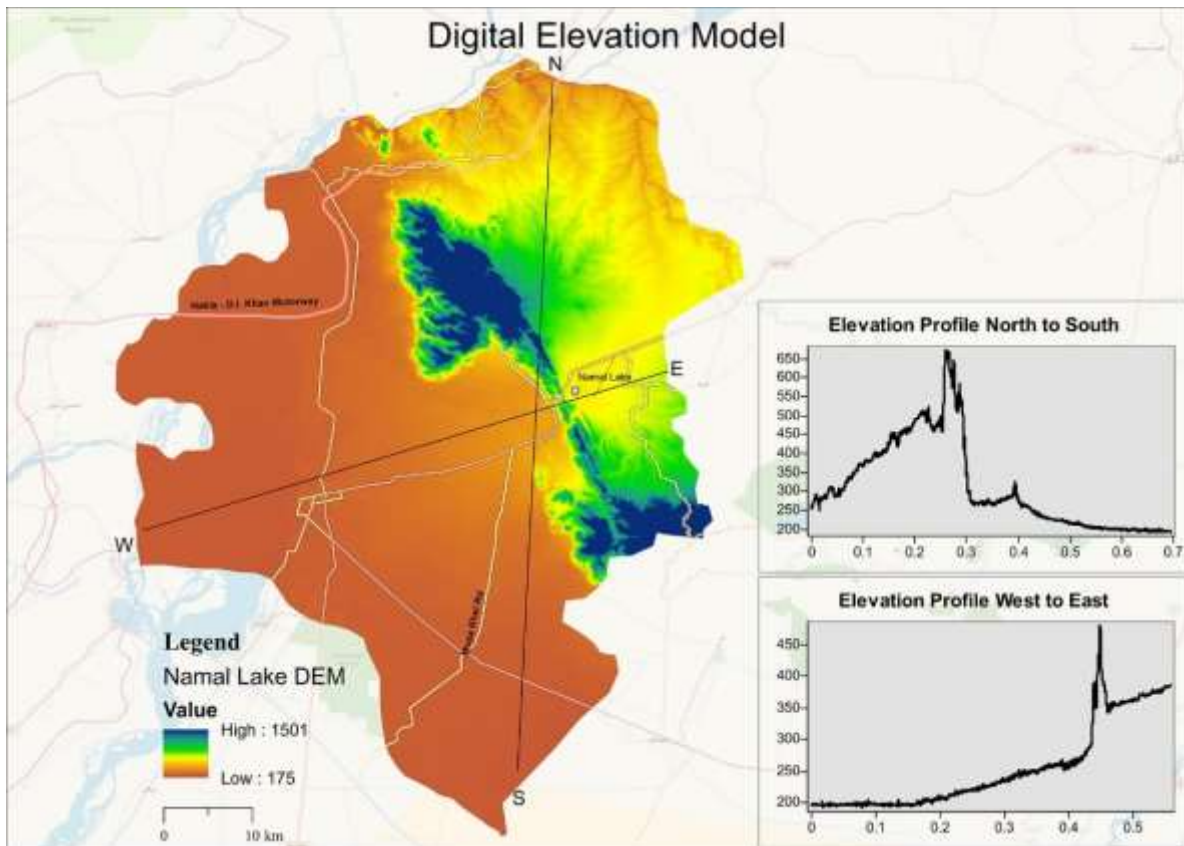 Digital Elevation Model
N
Hakla - D.I. Khan Motorway
Namal Lake
E
W
S
Legend
Namal Lake DEM
Value
High : 1501
Low : 175
0 10 km
Elevation Profile North to South
650
600
550
500
450
400
350
300
250
200
0 0.1 0.2 0.3 0.4 0.5 0.6 0.7
Elevation Profile West to East
450
400
350
300
250
200
0 0.1 0.2 0.3 0.4 0.5